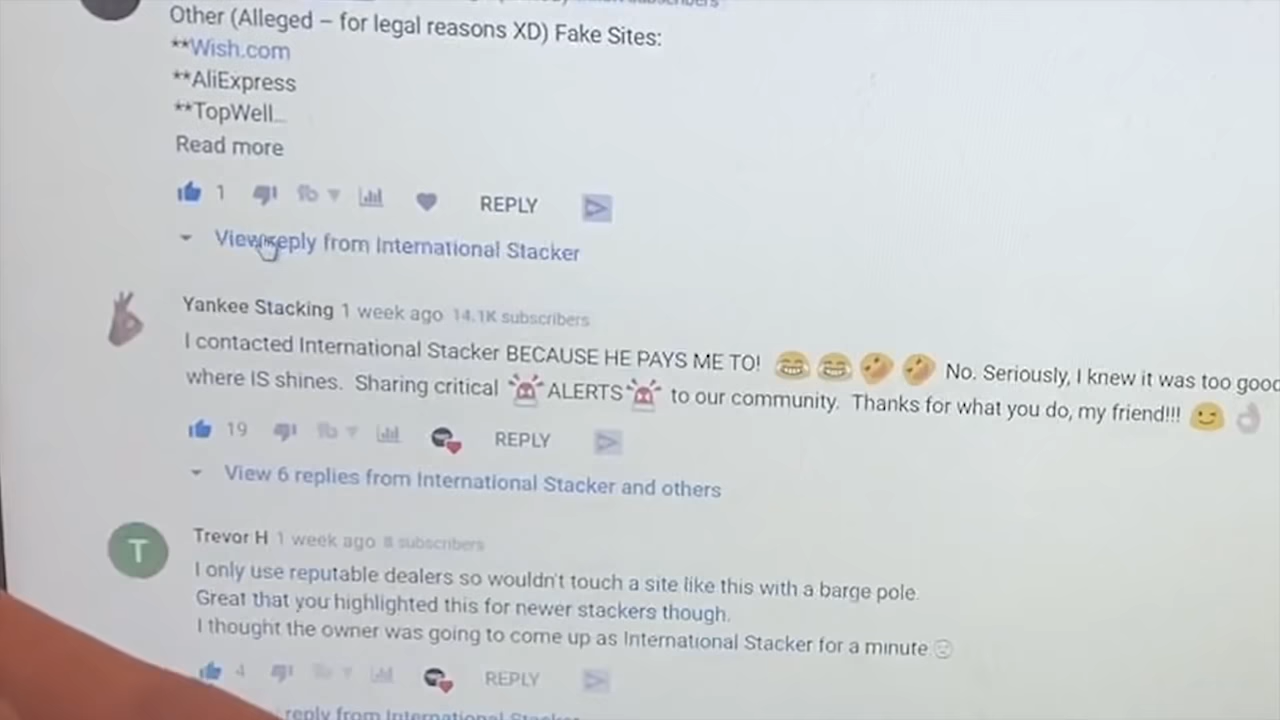 subscribers
Other (Alleged – for legal reasons XD) Fake Sites:
**Wish.com
**AliExpress
**TopWell...
Read more
1 REPLY
View reply from International Stacker
Yankee Stacking 1 week ago 14.1K subscribers
I contacted International Stacker BECAUSE HE PAYS ME TO! 😂 😂 🤣 🤣 No. Seriously, I knew it was too good
where IS shines. Sharing critical 🚨ALERTS🚨 to our community. Thanks for what you do, my friend!!! 😉 👌
19 REPLY
View 6 replies from International Stacker and others
T
Trevor H 1 week ago 8 subscribers
I only use reputable dealers so wouldn't touch a site like this with a barge pole.
Great that you highlighted this for newer stackers though.
I thought the owner was going to come up as International Stacker for a minute
4 REPLY
reply from International Stacker